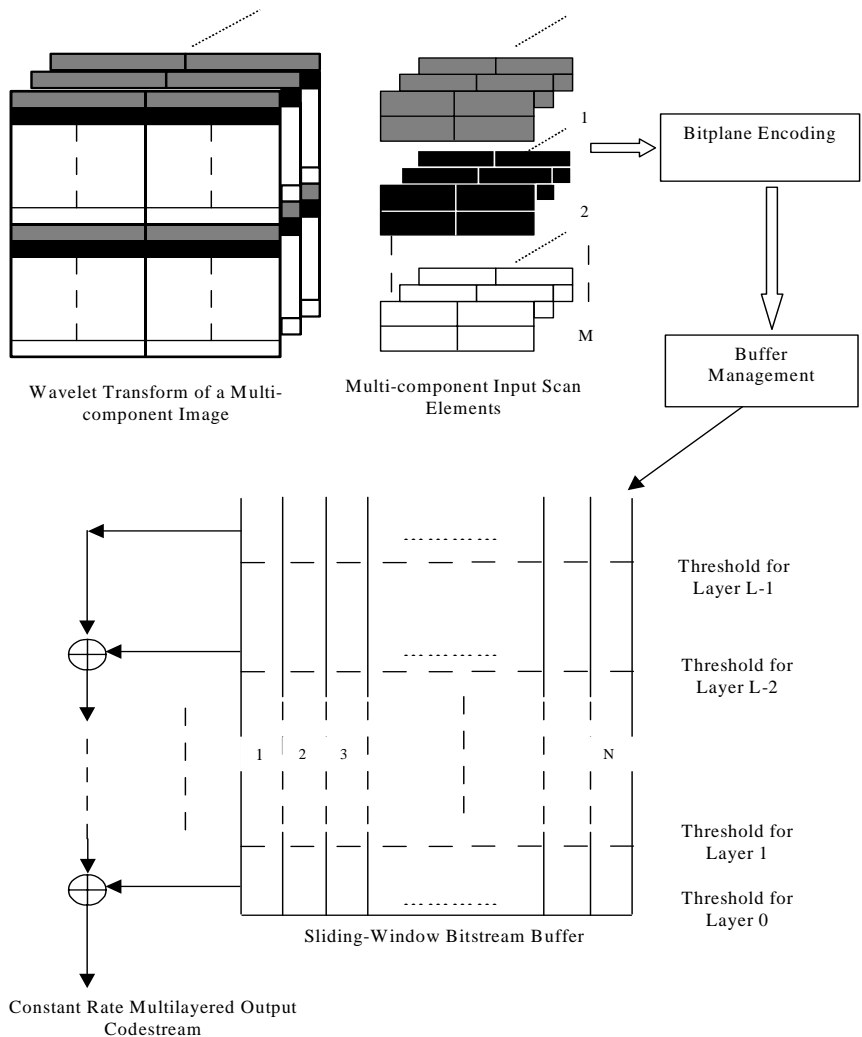 1
Bitplane Encoding
2
M
Buffer
Management
Wavelet Transform of a Multi-
component Image
Multi-component Input Scan
Elements
Threshold for
Layer L-1
Threshold for
Layer L-2
1
2
3
N
Threshold for
Layer 1
Threshold for
Layer 0
Sliding-Window Bitstream Buffer
Constant Rate Multilayered Output
Codestream